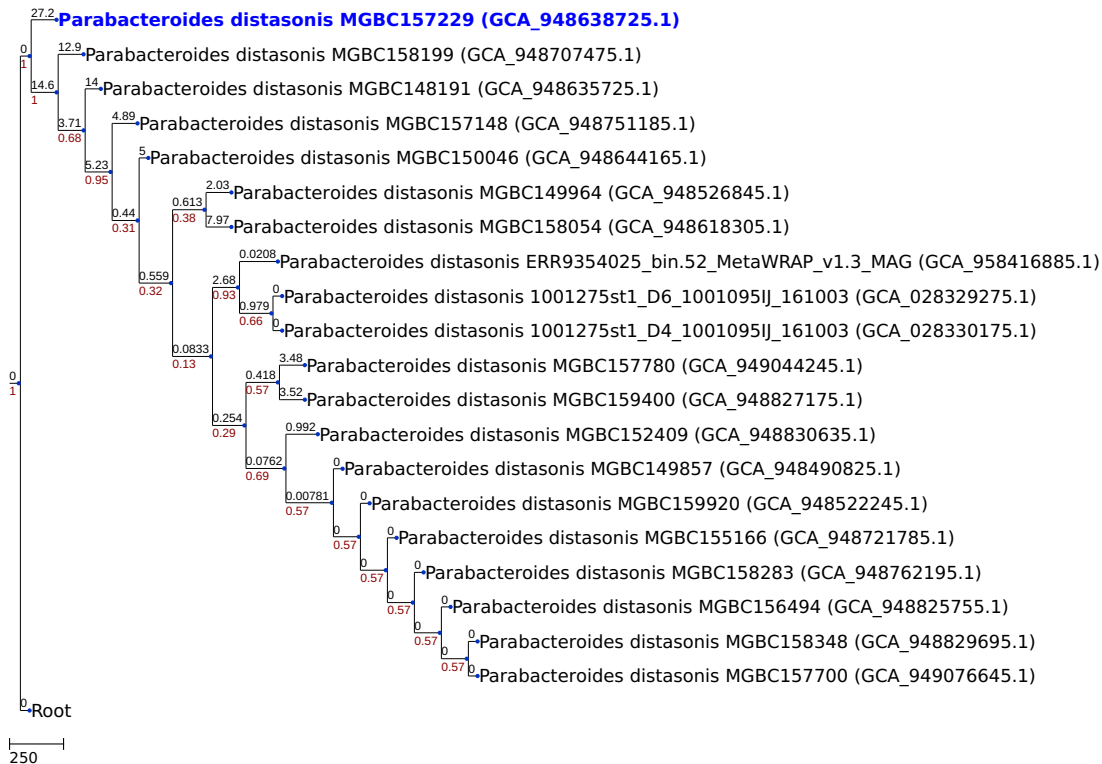 27.2 Parabacteroides distasonis MGBC157229 (GCA_948638725.1)
0
1
12.9 Parabacteroides distasonis MGBC158199 (GCA_948707475.1)
14.6
1
14 Parabacteroides distasonis MGBC148191 (GCA_948635725.1)
3.71
0.68
4.89 Parabacteroides distasonis MGBC157148 (GCA_948751185.1)
5.23
0.95
5 Parabacteroides distasonis MGBC150046 (GCA_948644165.1)
0.44
0.31
2.03 Parabacteroides distasonis MGBC149964 (GCA_948526845.1)
0.613
0.38
7.97 Parabacteroides distasonis MGBC158054 (GCA_948618305.1)
0.559
0.32
0.0208 Parabacteroides distasonis ERR9354025_bin.52_MetaWRAP_v1.3_MAG (GCA_958416885.1)
2.68
0.93
0 Parabacteroides distasonis 1001275st1_D6_1001095IJ_161003 (GCA_028329275.1)
0.979
0.66
0 Parabacteroides distasonis 1001275st1_D4_1001095IJ_161003 (GCA_028330175.1)
0.0833
0.13
3.48 Parabacteroides distasonis MGBC157780 (GCA_949044245.1)
0.418
0.57
3.52 Parabacteroides distasonis MGBC159400 (GCA_948827175.1)
0
1
0.254
0.29
0.992 Parabacteroides distasonis MGBC152409 (GCA_948830635.1)
0.0762
0.69
0 Parabacteroides distasonis MGBC149857 (GCA_948490825.1)
0.00781
0.57
0 Parabacteroides distasonis MGBC159920 (GCA_948522245.1)
0
0.57
0 Parabacteroides distasonis MGBC155166 (GCA_948721785.1)
0
0.57
0 Parabacteroides distasonis MGBC158283 (GCA_948762195.1)
0
0.57
0 Parabacteroides distasonis MGBC156494 (GCA_948825755.1)
0
0.57
0 Parabacteroides distasonis MGBC158348 (GCA_948829695.1)
0
0.57
0 Parabacteroides distasonis MGBC157700 (GCA_949076645.1)
0 Root
250